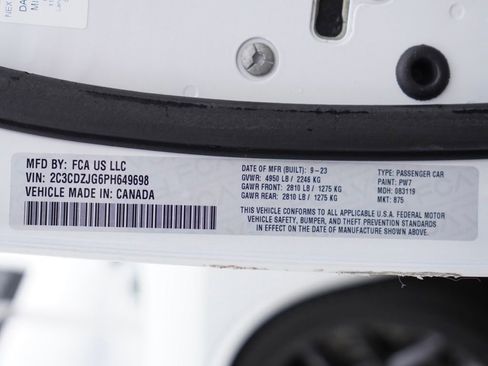 MFD BY: FCA US LLC
VIN: 2C3CDZJG6PH649698
VEHICLE MADE IN: CANADA
DATE OF MFR (BUILT): 9-23
GVWR: 4950 LB / 2246 KG
GAWR FRONT: 2810 LB / 1275 KG
GAWR REAR: 2810 LB / 1275 KG
TYPE: PASSENGER CAR
PAINT: PW7
MDH: 083119
MKT: 875
THIS VEHICLE CONFORMS TO ALL APPLICABLE U.S.A. FEDERAL MOTOR
VEHICLE SAFETY, BUMPER, AND THEFT PREVENTION STANDARDS
IN EFFECT ON THE DATE OF MANUFACTURE SHOWN ABOVE.